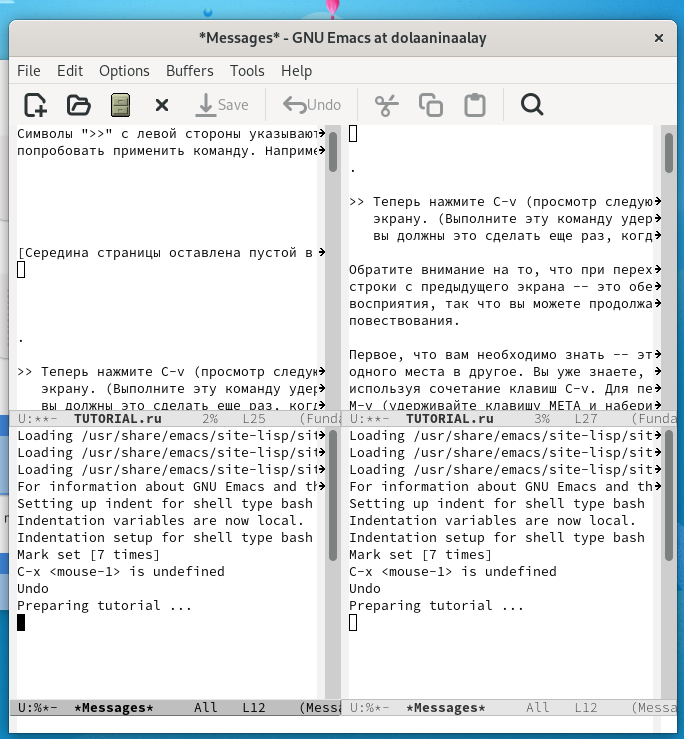 *Messages* - GNU Emacs at dolaaninaalay
File Edit Options Buffers Tools Help
Save
Undo
Символы ">>" с левой стороны указывают
попробовать применить команду. Наприме
[Середина страницы оставлена пустой в
.
>> Теперь нажмите C-v (просмотр следую
экрану. (Выполните эту команду удер
вы должны это сделать еще раз, когд
U:**- TUTORIAL.ru 2% L25 (Funda
.
>> Теперь нажмите C-v (просмотр следую
экрану. (Выполните эту команду удер
вы должны это сделать еще раз, когд
Обратите внимание на то, что при перех
строки с предыдущего экрана -- это обе
восприятия, так что вы можете продолжа
повествования.
Первое, что вам необходимо знать -- эт
одного места в другое. Вы уже знаете,
используя сочетание клавиш C-v. Для пе
M-v (удерживайте клавишу META и набери
U:**- TUTORIAL.ru 3% L27 (Funda
Loading /usr/share/emacs/site-lisp/sit
Loading /usr/share/emacs/site-lisp/sit
Loading /usr/share/emacs/site-lisp/sit
For information about GNU Emacs and th
Setting up indent for shell type bash
Indentation variables are now local.
Indentation setup for shell type bash
Mark set [7 times]
C-x <mouse-1> is undefined
Undo
Preparing tutorial ...
U:%*- *Messages* All L12 (Messa
Loading /usr/share/emacs/site-lisp/sit
Loading /usr/share/emacs/site-lisp/sit
Loading /usr/share/emacs/site-lisp/sit
For information about GNU Emacs and th
Setting up indent for shell type bash
Indentation variables are now local.
Indentation setup for shell type bash
Mark set [7 times]
C-x <mouse-1> is undefined
Undo
Preparing tutorial ...
U:%*- *Messages* All L12 (Messa